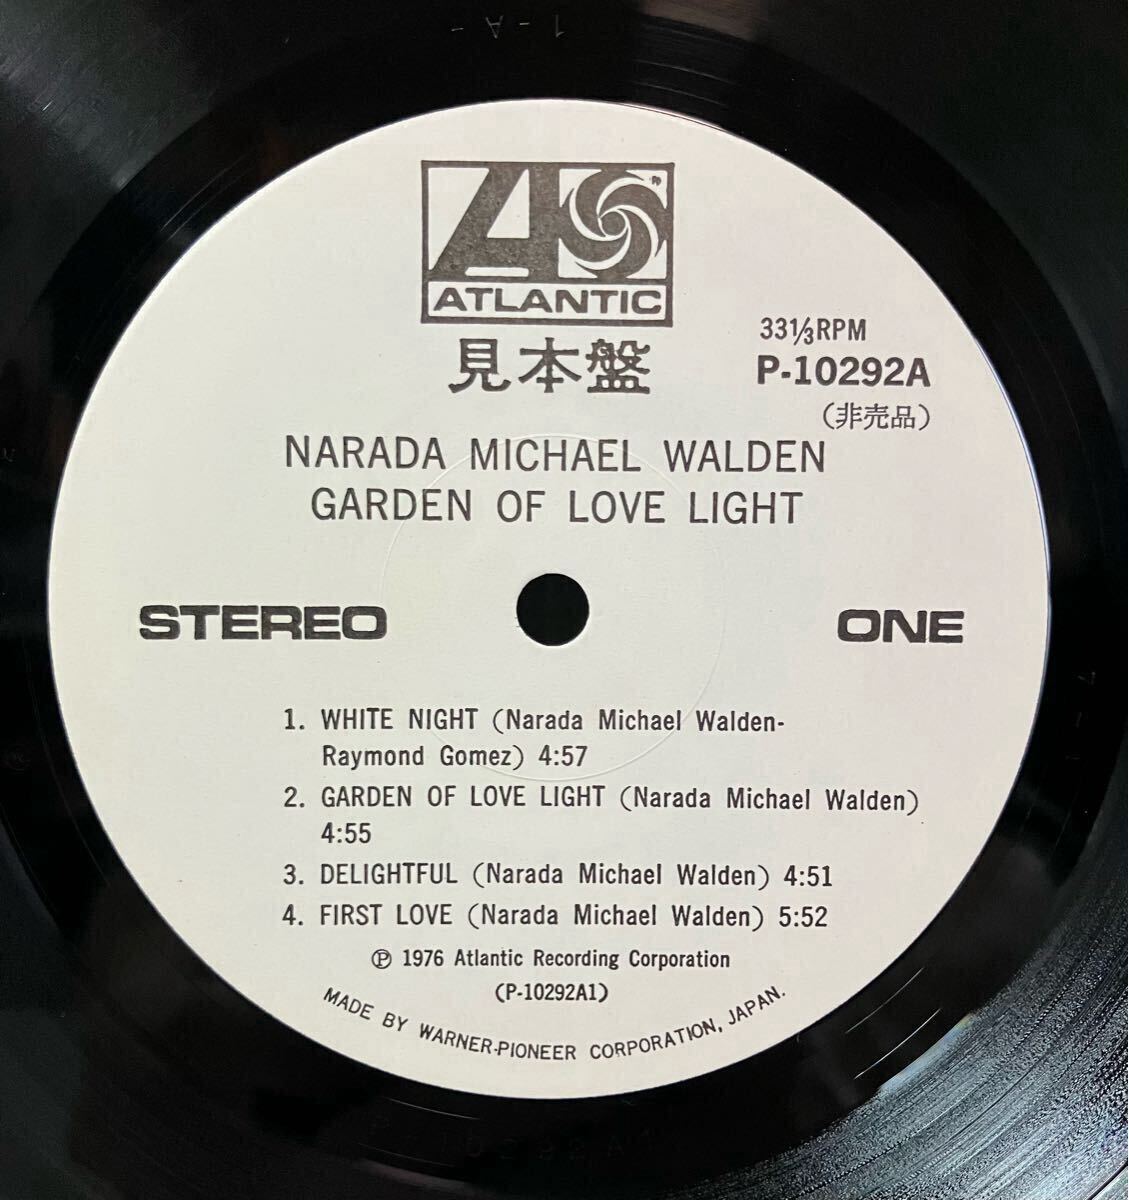 1-A-
ATLANTIC
見本盤
33⅓RPM
P-10292A
(非売品)
NARADA MICHAEL WALDEN
GARDEN OF LOVE LIGHT
STEREO
ONE
1. WHITE NIGHT (Narada Michael Walden-
Raymond Gomez) 4:57
2. GARDEN OF LOVE LIGHT (Narada Michael Walden)
4:55
3. DELIGHTFUL (Narada Michael Walden) 4:51
4. FIRST LOVE (Narada Michael Walden) 5:52
Ⓟ 1976 Atlantic Recording Corporation
(P-10292A1)
MADE BY WARNER-PIONEER CORPORATION, JAPAN.
P-10292A1